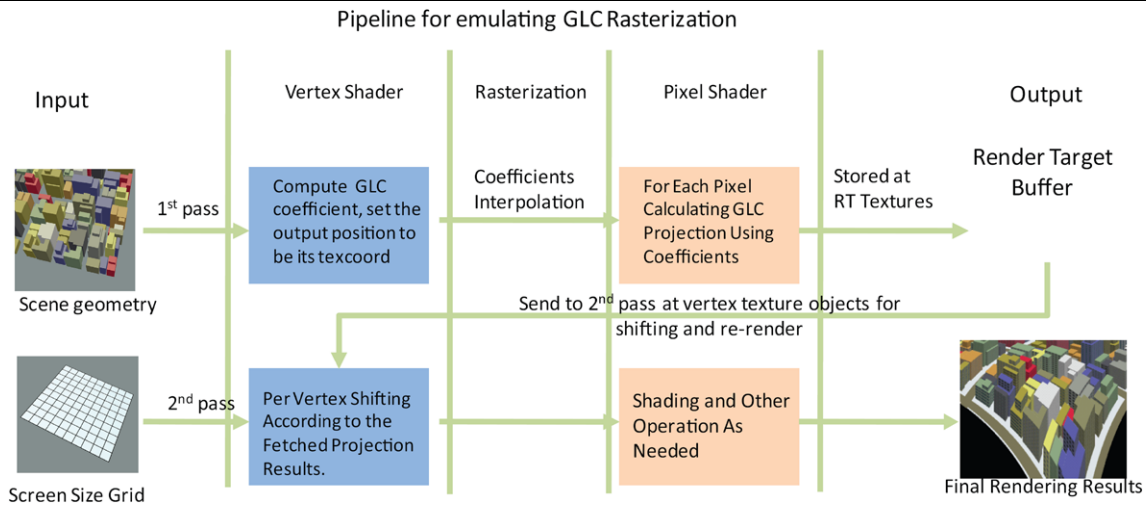 Pipeline for emulating GLC Rasterization
Input
Vertex Shader
Rasterization
Pixel Shader
Output
Render Target
Buffer
1st pass
Compute GLC
coefficient, set the
output position to
be its texcoord
Coefficients
Interpolation
For Each Pixel
Calculating GLC
Projection Using
Coefficients
Stored at
RT Textures
Scene geometry
Send to 2nd pass at vertex texture objects for
shifting and re-render
2nd pass
Per Vertex Shifting
According to the
Fetched Projection
Results.
Shading and Other
Operation As
Needed
Screen Size Grid
Final Rendering Results